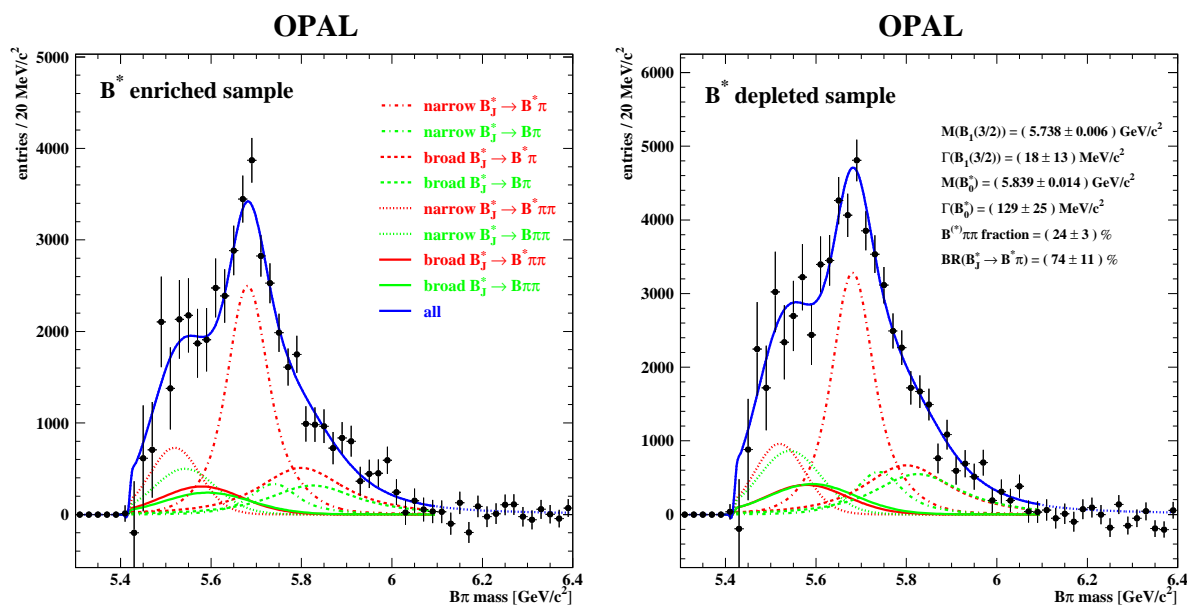 OPAL
entries / 20 MeV/c²
5000
4000
3000
2000
1000
0
B* enriched sample
narrow B*J → B*π
narrow B*J → Bπ
broad B*J → B*π
broad B*J → Bπ
narrow B*J → B*ππ
narrow B*J → Bππ
broad B*J → B*ππ
broad B*J → Bππ
all
5.4 5.6 5.8 6 6.2 6.4
Bπ mass [GeV/c²]
OPAL
entries / 20 MeV/c²
6000
5000
4000
3000
2000
1000
0
B* depleted sample
M(B₁(3/2)) = ( 5.738 ± 0.006 ) GeV/c²
Γ(B₁(3/2)) = ( 18 ± 13 ) MeV/c²
M(B*₀) = ( 5.839 ± 0.014 ) GeV/c²
Γ(B*₀) = ( 129 ± 25 ) MeV/c²
B⁽*⁾ππ fraction = ( 24 ± 3 ) %
BR(B*J → B*π) = ( 74 ± 11 ) %
5.4 5.6 5.8 6 6.2 6.4
Bπ mass [GeV/c²]